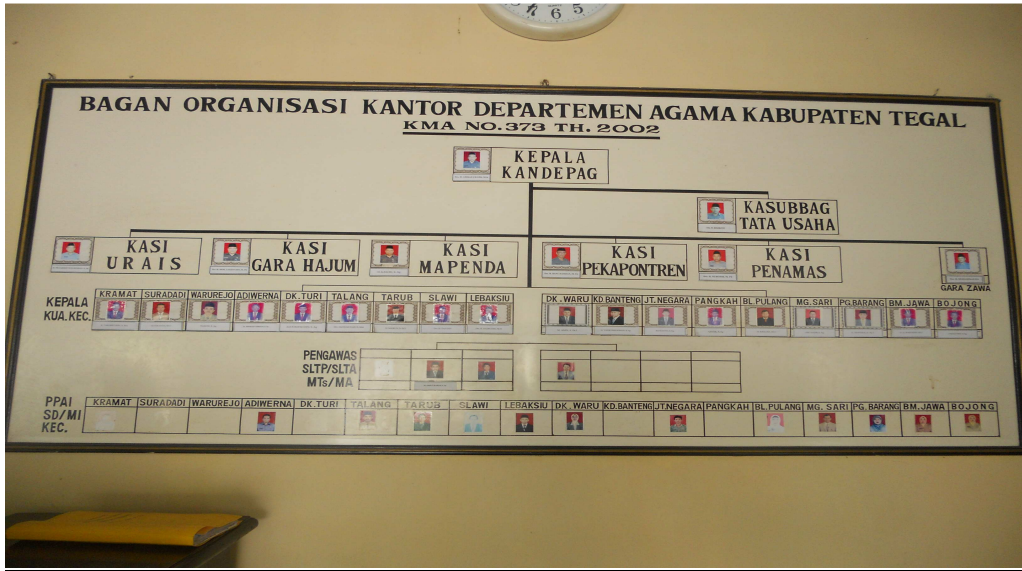 7 6 5
BAGAN ORGANISASI KANTOR DEPARTEMEN AGAMA KABUPATEN TEGAL
KMA NO.373 TH. 2002
KEPALA
KANDEPAG
KASUBBAG
TATA USAHA
KASI
URAIS
KASI
GARA HAJUM
KASI
MAPENDA
KASI
PEKAPONTREN
KASI
PENAMAS
GARA ZAWA
KEPALA
KUA.KEC.
KRAMAT SURADADI WARUREJO ADIWERNA DK.TURI TALANG TARUB SLAWI LEBAKSIU DK.WARU KD.BANTENG JT.NEGARA PANGKAH BL.PULANG MG.SARI PG.BARANG BM.JAWA BOJONG
PENGAWAS
SLTP/SLTA
MTs/MA
PPAI
SD/MI
KEC.
KRAMAT SURADADI WARUREJO ADIWERNA DK.TURI TALANG TARUB SLAWI LEBAKSIU DK.WARU KD.BANTENG JT.NEGARA PANGKAH BL.PULANG MG. SARI PG. BARANG BM. JAWA BOJONG